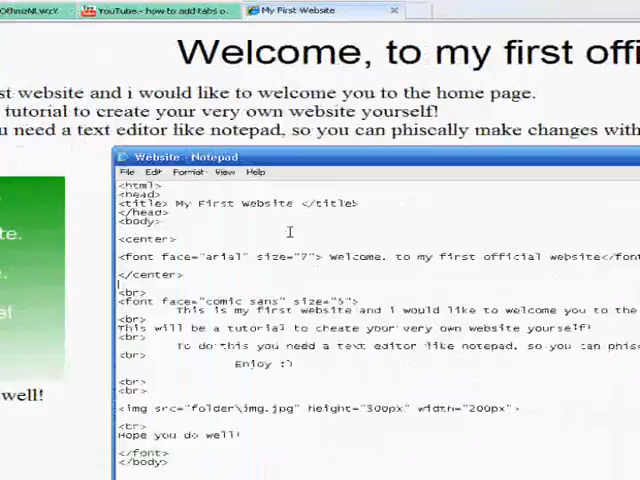 YouTube - how to add tabs o.
My First Website
Welcome, to my first offi
st website and i would like to welcome you to the home page.
tutorial to create your very own website yourself!
u need a text editor like notepad, so you can phiscally make changes with
Website - Notepad
File Edit Format View Help
<html>
<head>
<title> My First Website </title>
</head>
<body>
<center>
<font face="arial" size="7"> Welcome, to my first official website</font
</center>
<br>
<font face="comic sans" size="5">
This is my first website and i would like to welcome you to the
<br>
This will be a tutorial to cheate your very own website yourself!
<br>
To do this you need a text editor like notepad, so you can phisc
<br>
Enjoy :)
<br>
<br>
<img src="folder\img.jpg" height="300px" width="200px">
<br>
Hope you do well!
</font>
</body>
te.
well!